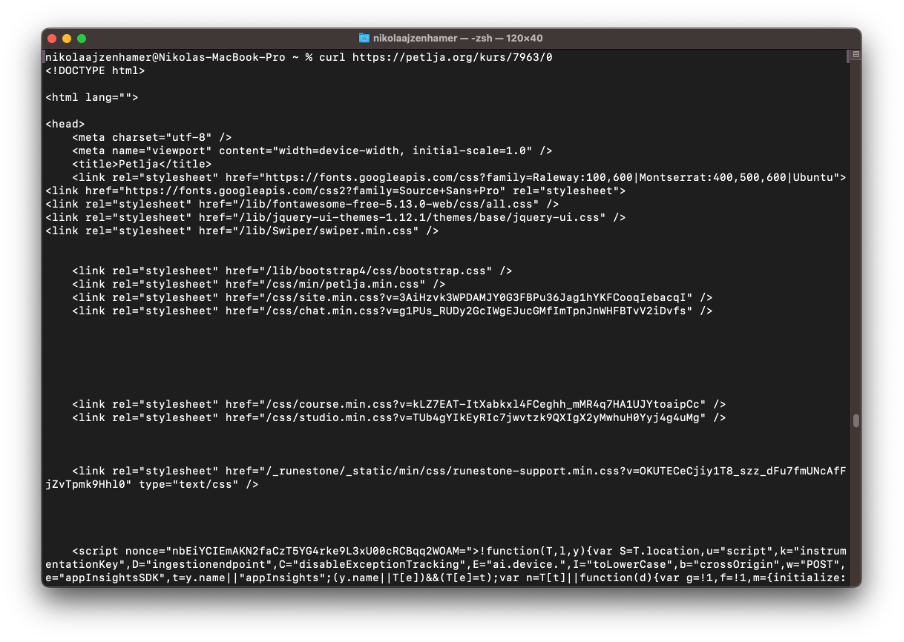 nikolaajzenhamer — -zsh — 120×40
nikolaajzenhamer@Nikolas-MacBook-Pro ~ % curl https://petlja.org/kurs/7963/0
<!DOCTYPE html>
<html lang="">
<head>
<meta charset="utf-8" />
<meta name="viewport" content="width=device-width, initial-scale=1.0" />
<title>Petlja</title>
<link rel="stylesheet" href="https://fonts.googleapis.com/css?family=Raleway:100,600|Montserrat:400,500,600|Ubuntu">
<link href="https://fonts.googleapis.com/css2?family=Source+Sans+Pro" rel="stylesheet">
<link rel="stylesheet" href="/lib/fontawesome-free-5.13.0-web/css/all.css" />
<link rel="stylesheet" href="/lib/jquery-ui-themes-1.12.1/themes/base/jquery-ui.css" />
<link rel="stylesheet" href="/lib/Swiper/swiper.min.css" />
<link rel="stylesheet" href="/lib/bootstrap4/css/bootstrap.css" />
<link rel="stylesheet" href="/css/min/petlja.min.css" />
<link rel="stylesheet" href="/css/site.min.css?v=3AiHzvk3WPDAMJY0G3FBPu36Jag1hYKFCooqIebacqI" />
<link rel="stylesheet" href="/css/chat.min.css?v=g1PUs_RUDy2GcIWgEJucGMfImTpnJnWHFBTvV2iDvfs" />
<link rel="stylesheet" href="/css/course.min.css?v=kLZ7EAT-ItXabkxl4FCeghh_mMR4q7HA1UJYtoaipCc" />
<link rel="stylesheet" href="/css/studio.min.css?v=TUb4gYIkEyRIc7jwvtzk9QXIgX2yMwhuH0Yyj4g4uMg" />
<link rel="stylesheet" href="/_runestone/_static/min/css/runestone-support.min.css?v=OKUTECeCjiy1T8_szz_dFu7fmUNcAfF
jZvTpmk9Hhl0" type="text/css" />
<script nonce="nbEiYCIEmAKN2faCzT5YG4rke9L3xU00cRCBqq2WOAM=">!function(T,l,y){var S=T.location,u="script",k="instrum
entationKey",D="ingestionendpoint",C="disableExceptionTracking",E="ai.device.",I="toLowerCase",b="crossOrigin",w="POST",
e="appInsightsSDK",t=y.name||"appInsights";(y.name||T[e])&&(T[e]=t);var n=T[t]||function(d){var g=!1,f=!1,m={initialize: